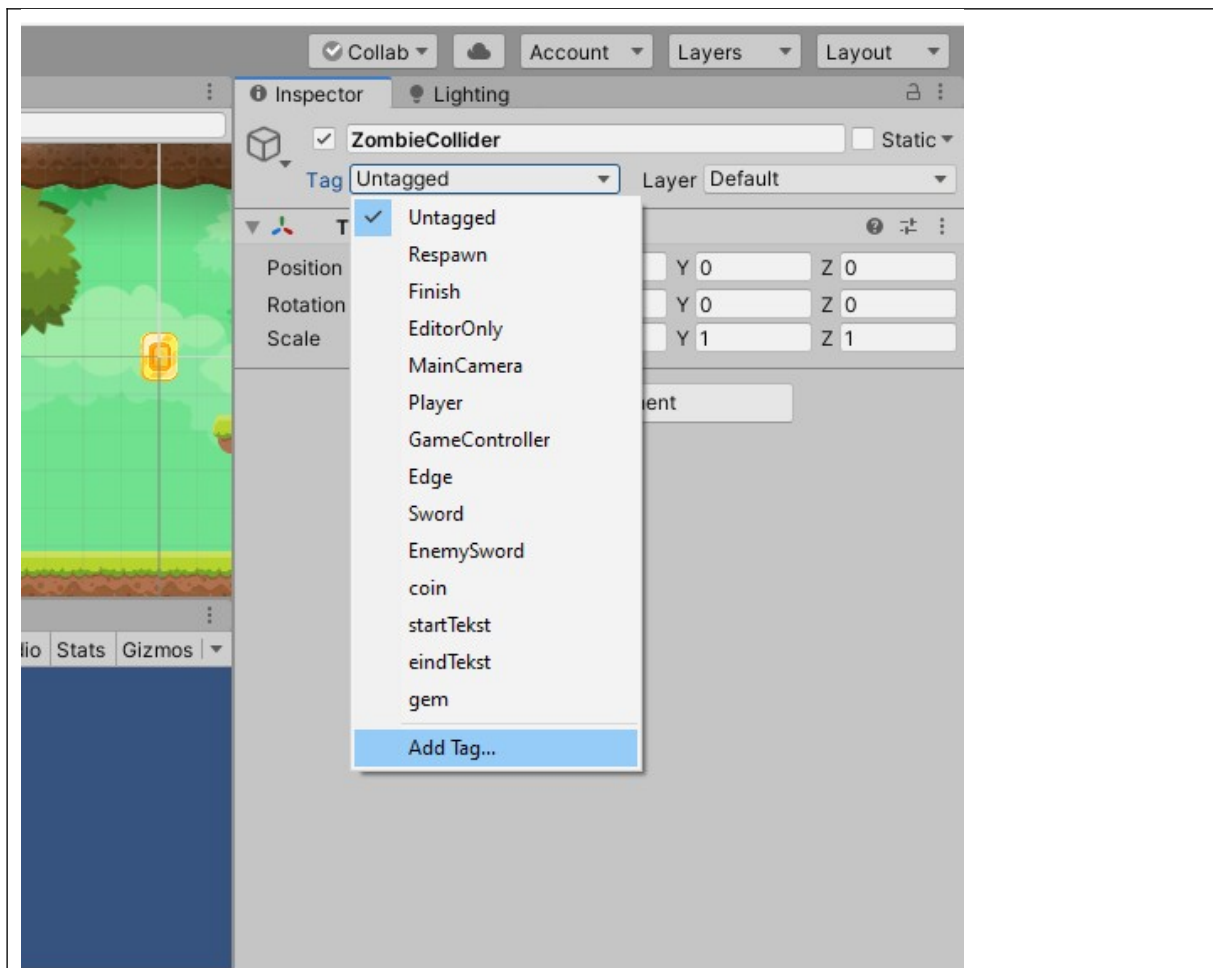 Collab Account Layers Layout
Inspector Lighting
ZombieCollider Static
Tag Untagged Layer Default
Untagged
Respawn
Finish
EditorOnly
MainCamera
Player
GameController
Edge
Sword
EnemySword
coin
startTekst
eindTekst
gem
Add Tag...
Position Y 0 Z 0
Rotation Y 0 Z 0
Scale Y 1 Z 1
Stats Gizmos